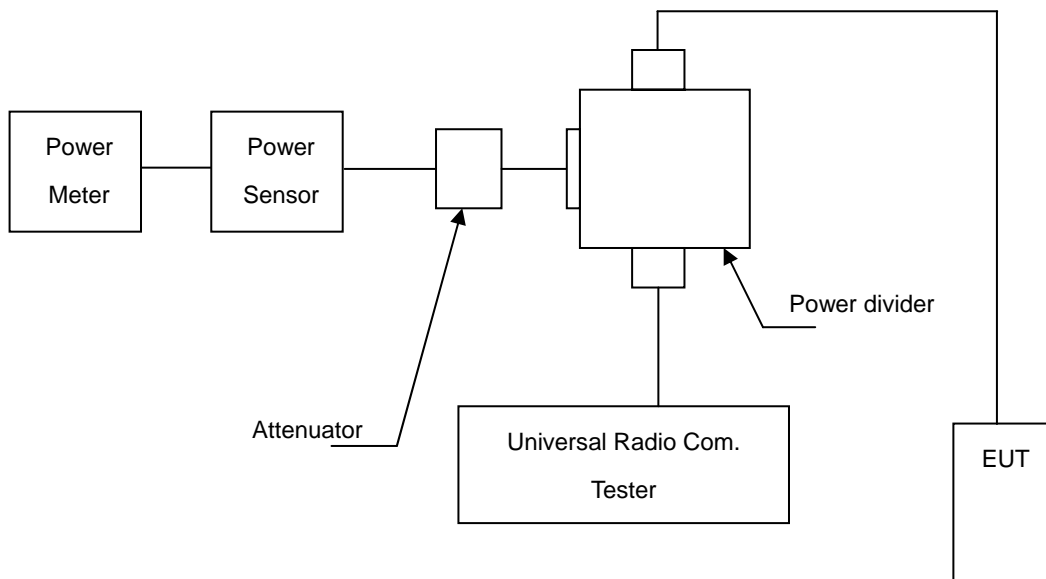 Power
Meter
Power
Sensor
Power divider
Attenuator
Universal Radio Com.
Tester
EUT